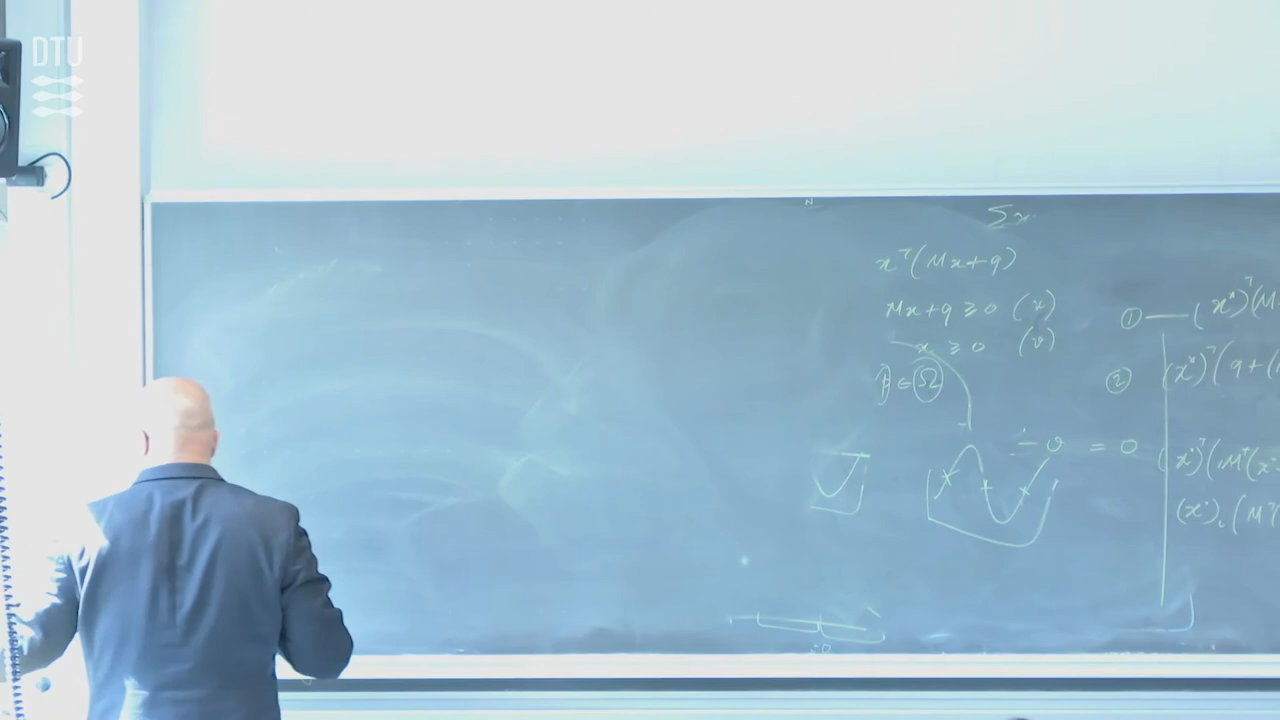 DTU
Σx
x^T(Mx+q)
Mx+q ≥ 0 (x)
x ≥ 0 (v)
p ∈ Ω
- v = 0
① — (x*)^T(M
② (x*)^T(q+(
(x*)^T(M^T(x*
(x*)_i(M^T(